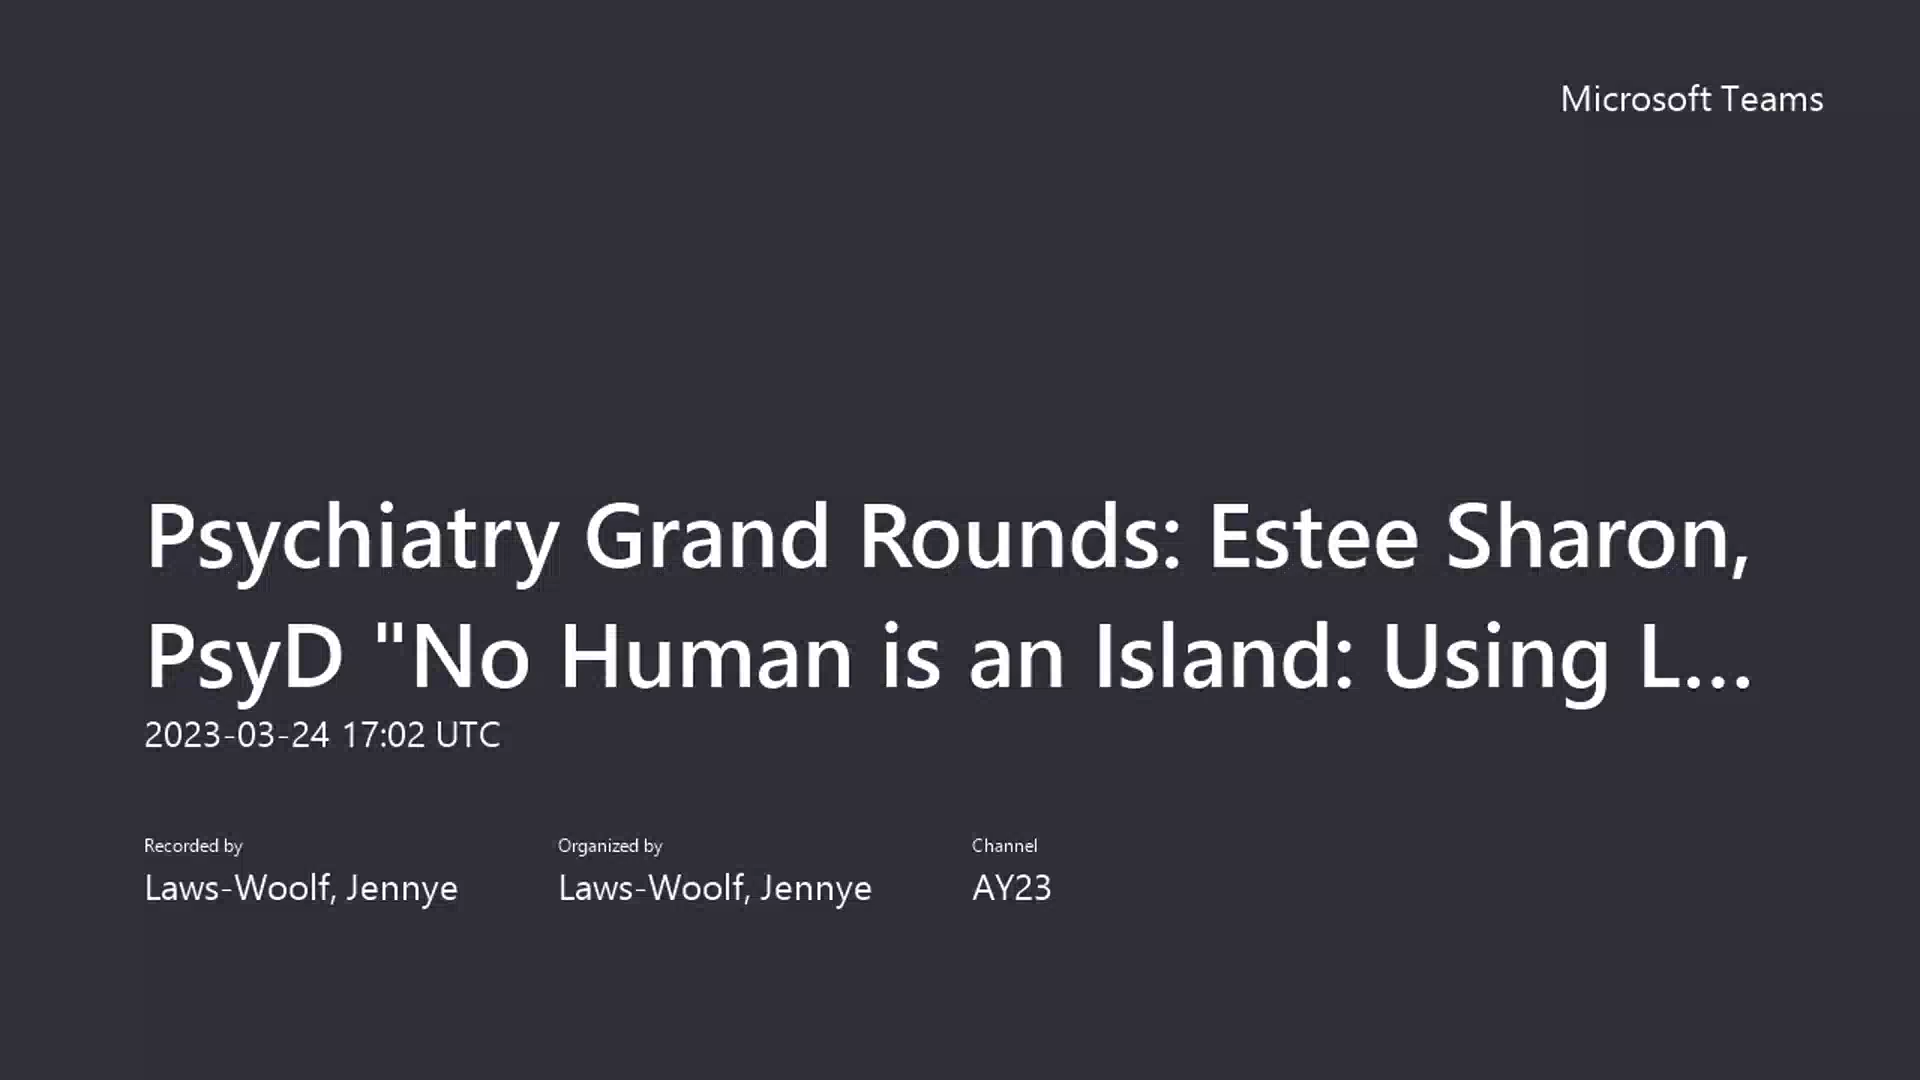 Microsoft Teams
Psychiatry Grand Rounds: Estee Sharon,
PsyD "No Human is an Island: Using L...
2023-03-24 17:02 UTC
Recorded by
Laws-Woolf, Jennye
Organized by
Laws-Woolf, Jennye
Channel
AY23